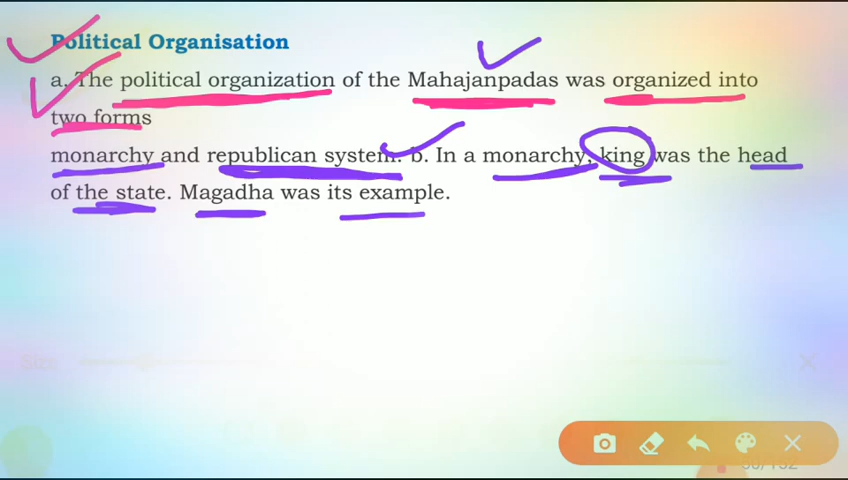 Political Organisation
a. The political organization of the Mahajanpadas was organized into
two forms
monarchy and republican system. b. In a monarchy, king was the head
of the state. Magadha was its example.
Size